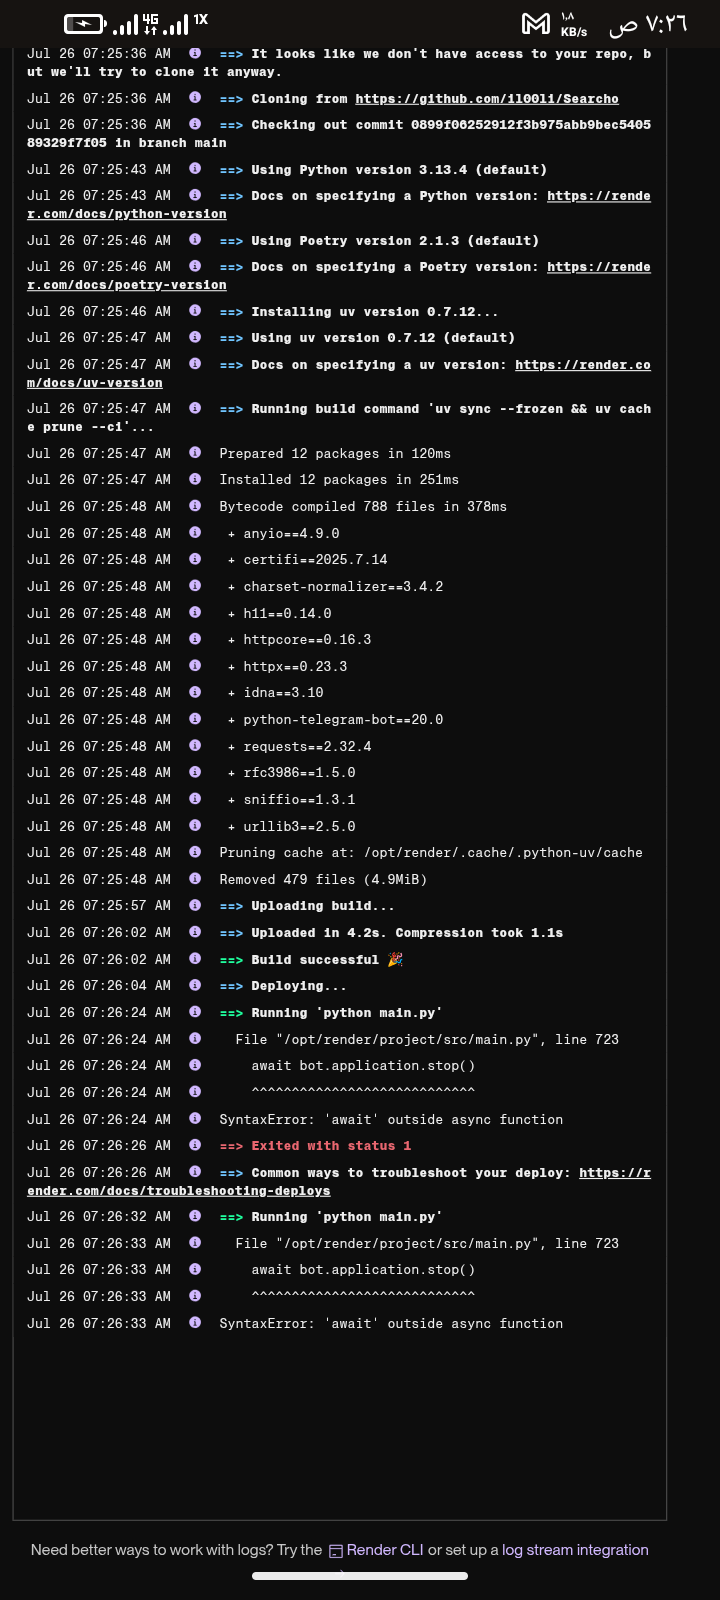 4G 1X
١,٨ KB/s
٧:٢٦ ص
Jul 26 07:25:36 AM ==> It looks like we don't have access to your repo, b
ut we'll try to clone it anyway.
Jul 26 07:25:36 AM ==> Cloning from https://github.com/il00li/Searcho
Jul 26 07:25:36 AM ==> Checking out commit 0899f06252912f3b975abb9bec5405
89329f7f05 in branch main
Jul 26 07:25:43 AM ==> Using Python version 3.13.4 (default)
Jul 26 07:25:43 AM ==> Docs on specifying a Python version: https://rende
r.com/docs/python-version
Jul 26 07:25:46 AM ==> Using Poetry version 2.1.3 (default)
Jul 26 07:25:46 AM ==> Docs on specifying a Poetry version: https://rende
r.com/docs/poetry-version
Jul 26 07:25:46 AM ==> Installing uv version 0.7.12...
Jul 26 07:25:47 AM ==> Using uv version 0.7.12 (default)
Jul 26 07:25:47 AM ==> Docs on specifying a uv version: https://render.co
m/docs/uv-version
Jul 26 07:25:47 AM ==> Running build command 'uv sync --frozen && uv cach
e prune --ci'...
Jul 26 07:25:47 AM Prepared 12 packages in 120ms
Jul 26 07:25:47 AM Installed 12 packages in 251ms
Jul 26 07:25:48 AM Bytecode compiled 788 files in 378ms
Jul 26 07:25:48 AM + anyio==4.9.0
Jul 26 07:25:48 AM + certifi==2025.7.14
Jul 26 07:25:48 AM + charset-normalizer==3.4.2
Jul 26 07:25:48 AM + h11==0.14.0
Jul 26 07:25:48 AM + httpcore==0.16.3
Jul 26 07:25:48 AM + httpx==0.23.3
Jul 26 07:25:48 AM + idna==3.10
Jul 26 07:25:48 AM + python-telegram-bot==20.0
Jul 26 07:25:48 AM + requests==2.32.4
Jul 26 07:25:48 AM + rfc3986==1.5.0
Jul 26 07:25:48 AM + sniffio==1.3.1
Jul 26 07:25:48 AM + urllib3==2.5.0
Jul 26 07:25:48 AM Pruning cache at: /opt/render/.cache/.python-uv/cache
Jul 26 07:25:48 AM Removed 479 files (4.9MiB)
Jul 26 07:25:57 AM ==> Uploading build...
Jul 26 07:26:02 AM ==> Uploaded in 4.2s. Compression took 1.1s
Jul 26 07:26:02 AM ==> Build successful 🎉
Jul 26 07:26:04 AM ==> Deploying...
Jul 26 07:26:24 AM ==> Running 'python main.py'
Jul 26 07:26:24 AM File "/opt/render/project/src/main.py", line 723
Jul 26 07:26:24 AM await bot.application.stop()
Jul 26 07:26:24 AM ^^^^^^^^^^^^^^^^^^^^^^^^^^^^
Jul 26 07:26:24 AM SyntaxError: 'await' outside async function
Jul 26 07:26:26 AM ==> Exited with status 1
Jul 26 07:26:26 AM ==> Common ways to troubleshoot your deploy: https://r
ender.com/docs/troubleshooting-deploys
Jul 26 07:26:32 AM ==> Running 'python main.py'
Jul 26 07:26:33 AM File "/opt/render/project/src/main.py", line 723
Jul 26 07:26:33 AM await bot.application.stop()
Jul 26 07:26:33 AM ^^^^^^^^^^^^^^^^^^^^^^^^^^^^
Jul 26 07:26:33 AM SyntaxError: 'await' outside async function
Need better ways to work with logs? Try the Render CLI or set up a log stream integration